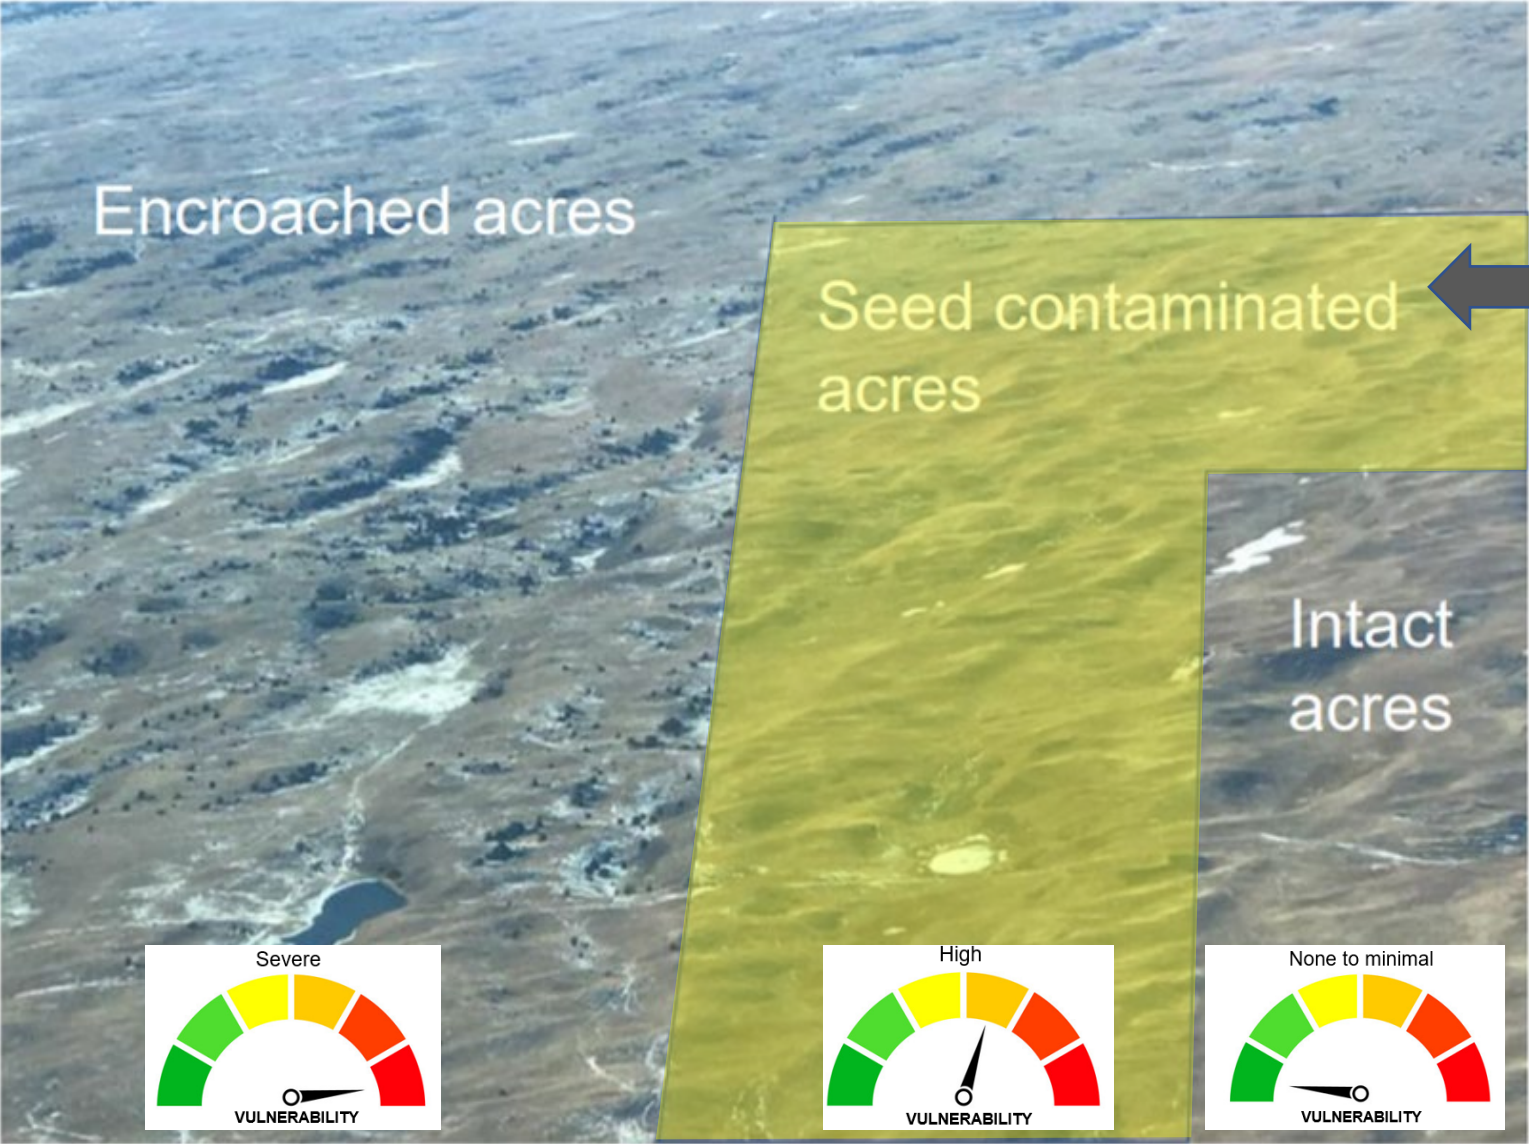 Encroached acres
Seed contaminated
acres
Intact
acres
Severe
VULNERABILITY
High
VULNERABILITY
None to minimal
VULNERABILITY